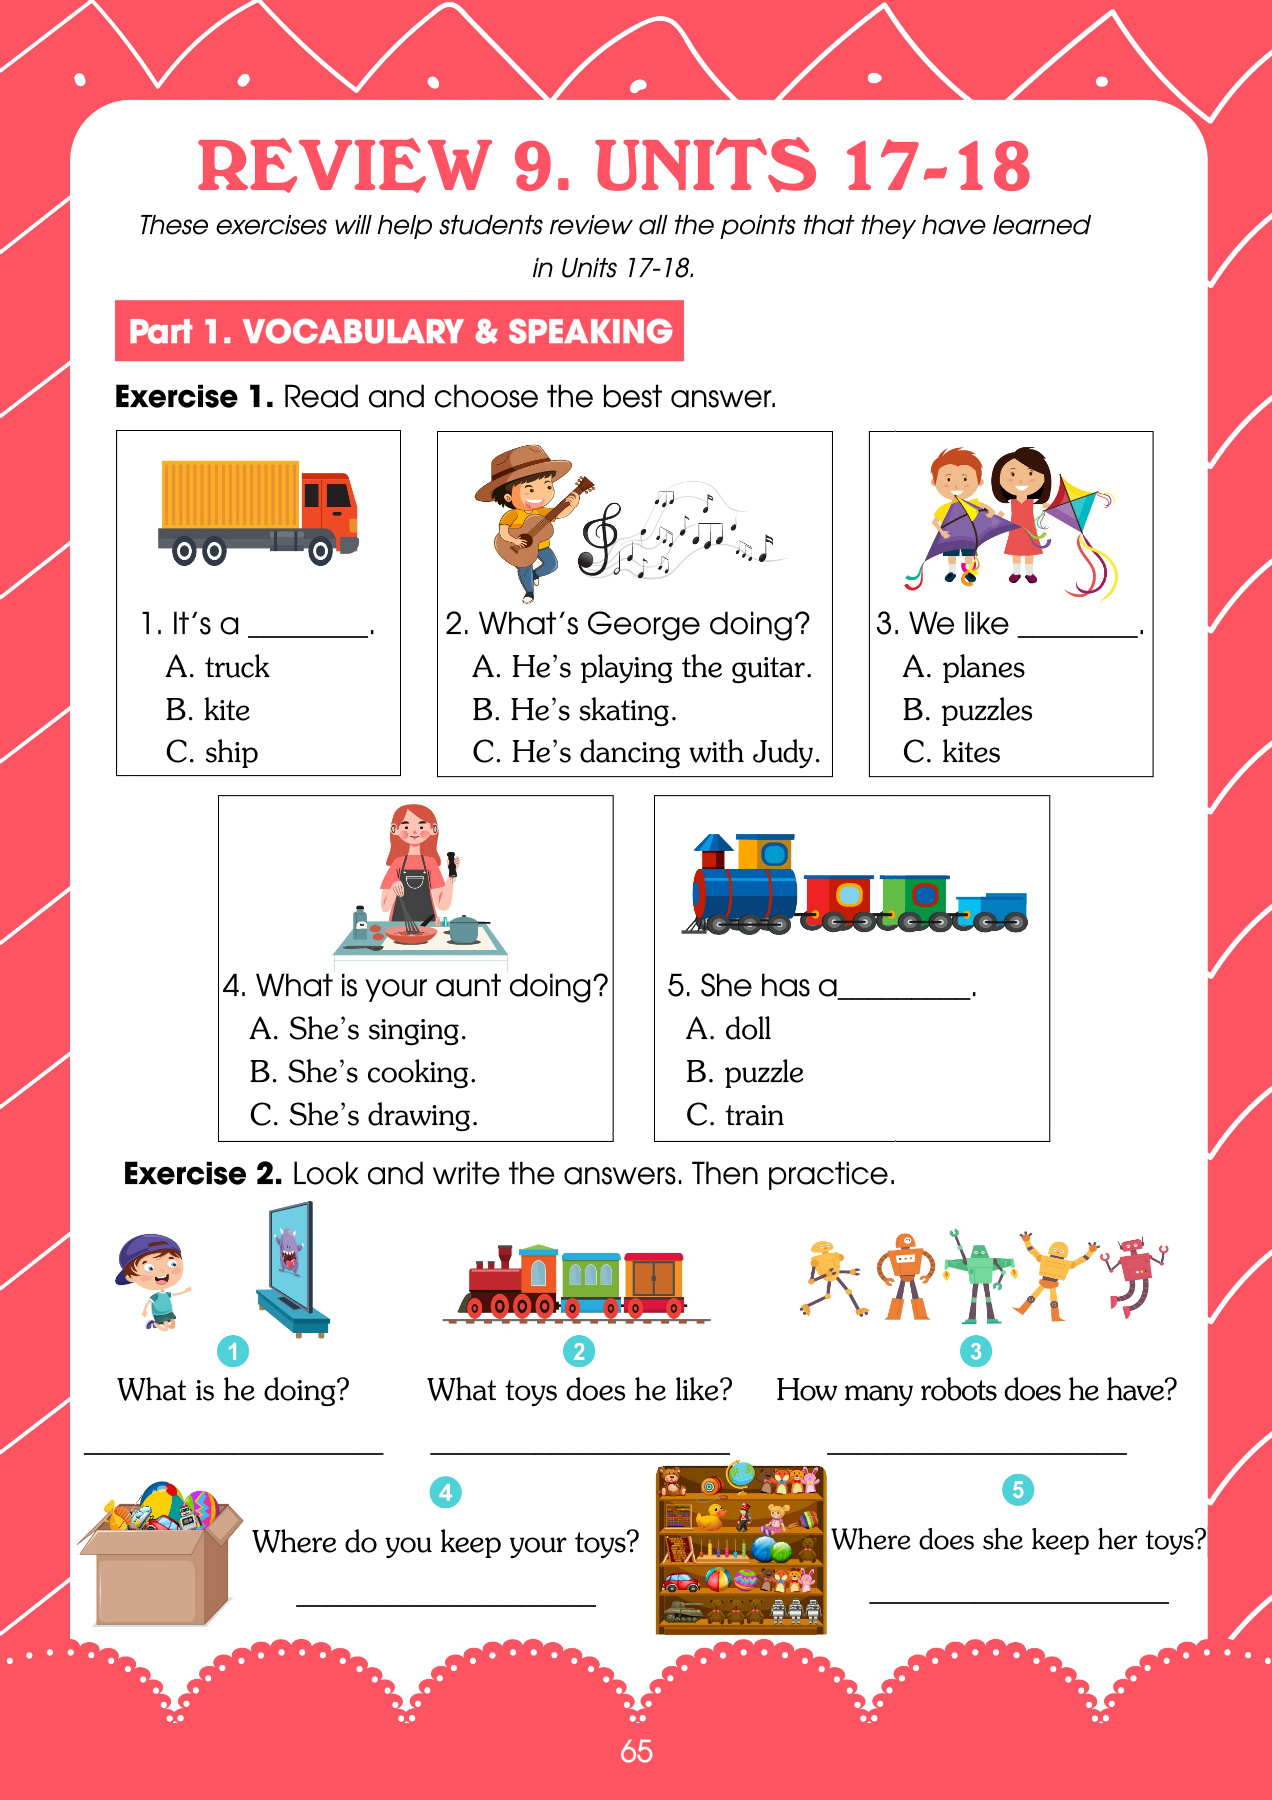 REVIEW 9. UNITS 17-18
These exercises will help students review all the points that they have learned
in Units 17-18.
Part 1. VOCABULARY & SPEAKING
Exercise 1. Read and choose the best answer.
1. It's a ________.
A. truck
B. kite
C. ship
2. What's George doing?
A. He's playing the guitar.
B. He's skating.
C. He's dancing with Judy.
3. We like ________.
A. planes
B. puzzles
C. kites
4. What is your aunt doing?
A. She's singing.
B. She's cooking.
C. She's drawing.
5. She has a_________.
A. doll
B. puzzle
C. train
Exercise 2. Look and write the answers. Then practice.
1
What is he doing?
____________________
2
What toys does he like?
____________________
3
How many robots does he have?
____________________
4
Where do you keep your toys?
____________________
5
Where does she keep her toys?
____________________
65